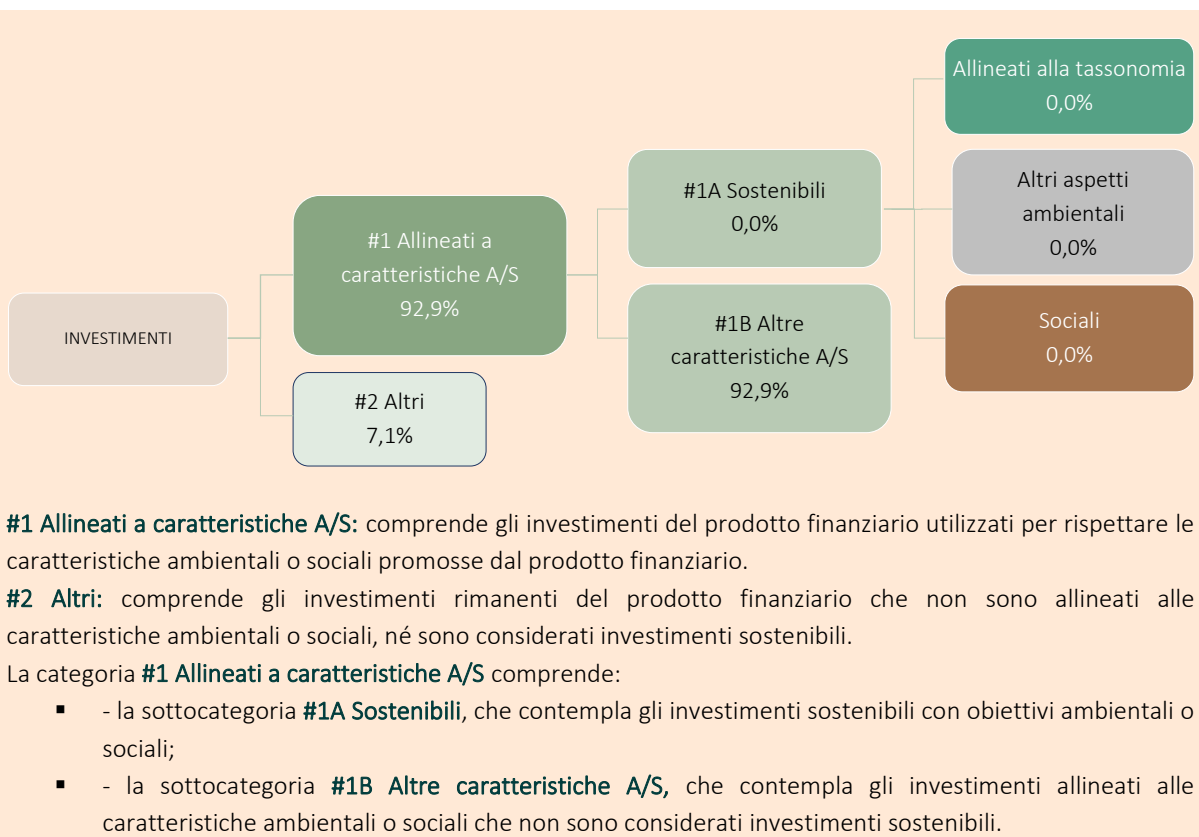 Allineati alla tassonomia
0,0%
Altri aspetti
ambientali
0,0%
#1A Sostenibili
0,0%
#1 Allineati a
caratteristiche A/S
92,9%
INVESTIMENTI
#1B Altre
caratteristiche A/S
92,9%
Sociali
0,0%
#2 Altri
7,1%
#1 Allineati a caratteristiche A/S: comprende gli investimenti del prodotto finanziario utilizzati per rispettare le
caratteristiche ambientali o sociali promosse dal prodotto finanziario.
#2 Altri: comprende gli investimenti rimanenti del prodotto finanziario che non sono allineati alle
caratteristiche ambientali o sociali, né sono considerati investimenti sostenibili.
La categoria #1 Allineati a caratteristiche A/S comprende:
▪ - la sottocategoria #1A Sostenibili, che contempla gli investimenti sostenibili con obiettivi ambientali o
sociali;
▪ - la sottocategoria #1B Altre caratteristiche A/S, che contempla gli investimenti allineati alle
caratteristiche ambientali o sociali che non sono considerati investimenti sostenibili.